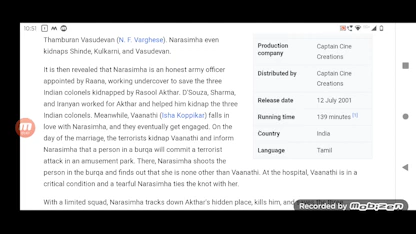 10:57
Thamburan Vasudevan (N. F. Varghese). Narasimha even
kidnaps Shinde, Kulkarni, and Vasudevan.
It is then revealed that Narasimha is an honest army officer
appointed by Raana, working undercover to save the three
Indian colonels kidnapped by Rasool Akthar. D'Souza, Sharma,
and Iranyan worked for Akthar and helped him kidnap the three
Indian colonels. Meanwhile, Vaanathi (Isha Koppikar) falls in
love with Narasimha, and they eventually get engaged. On the
day of the marriage, the terrorists kidnap Vaanathi and inform
Narasimha that a person in a burqa will commit a terrorist
attack in an amusement park. There, Narasimha shoots the
person in the burqa and finds out that she is none other than Vaanathi. At the hospital, Vaanathi is in a
critical condition and a tearful Narasimha ties the knot with her.
With a limited squad, Narasimha tracks down Akthar's hidden place, kills him, and
Production
company
Captain Cine
Creations
Distributed by
Captain Cine
Creations
Release date
12 July 2001
Running time
139 minutes
Country
India
Language
Tamil
Recorded by
Mobizen